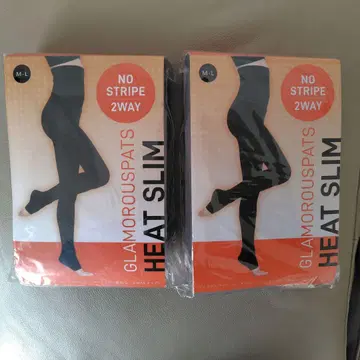 M-L
NO
STRIPE
2WAY
GLAMOROUSPATS
HEAT SLIM
M-L
NO
STRIPE
2WAY
GLAMOROUSPATS
HEAT SLIM